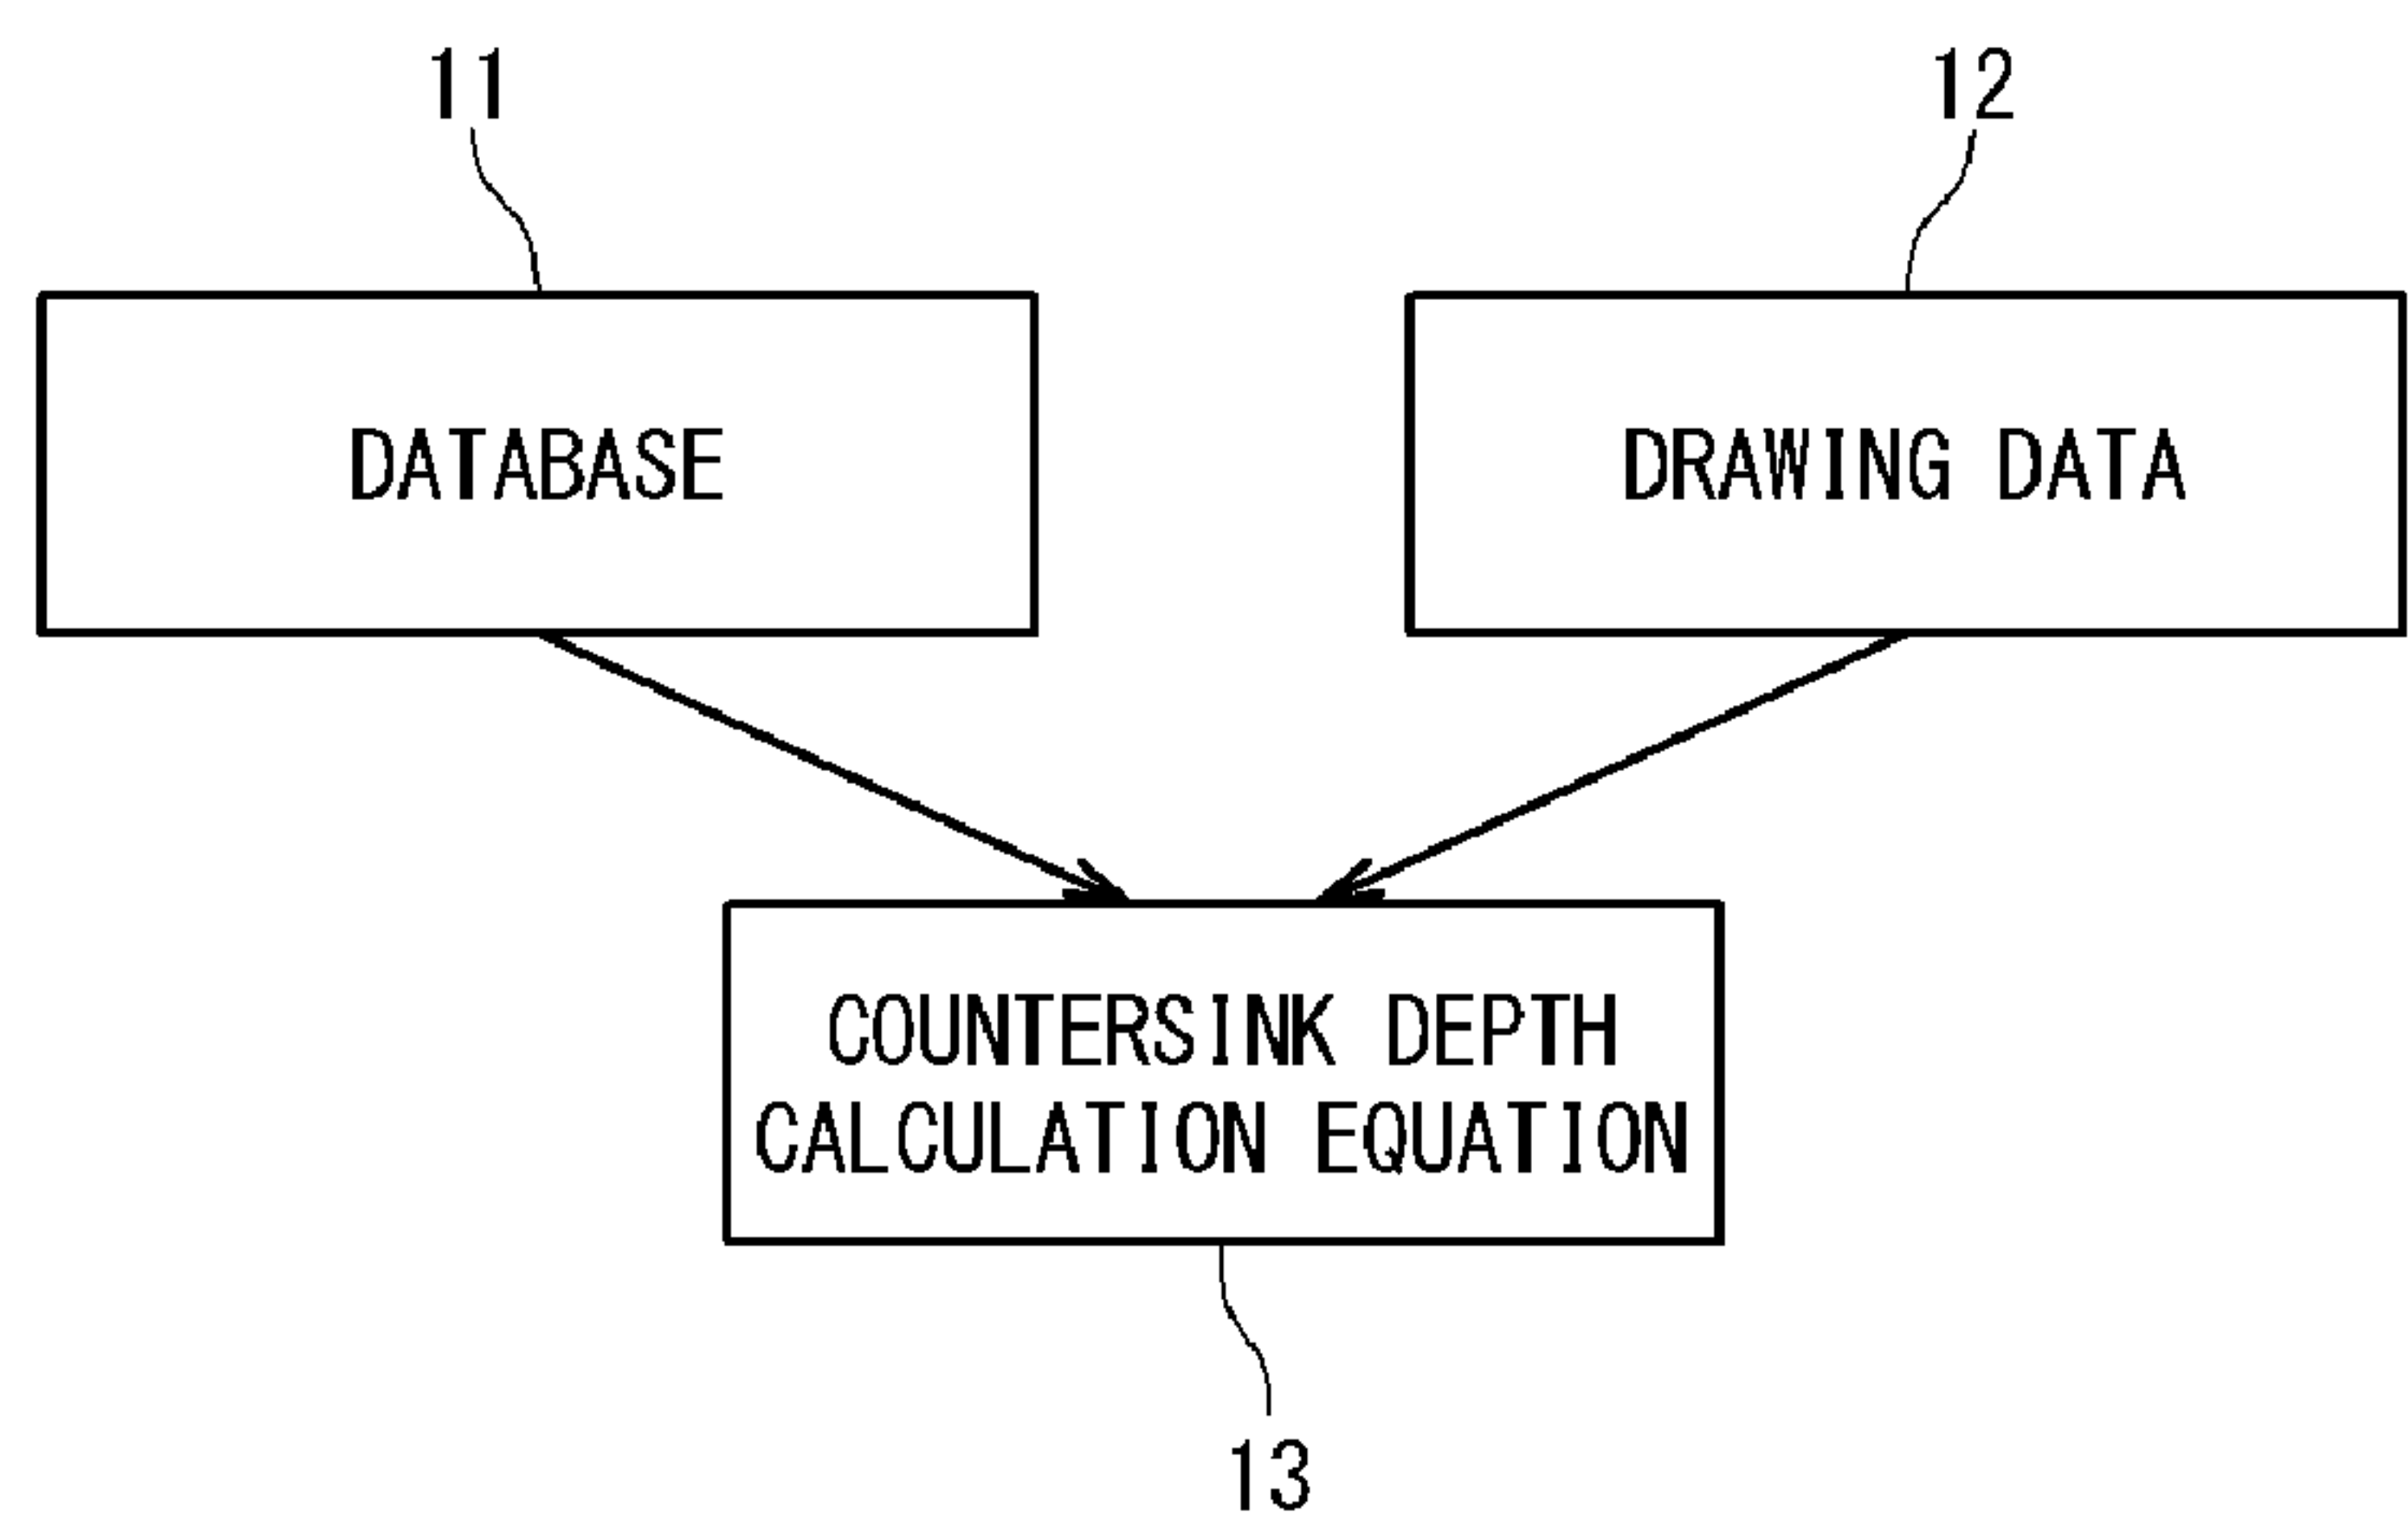 11
12
DATABASE
DRAWING DATA
COUNTERSINK DEPTH
CALCULATION EQUATION
13